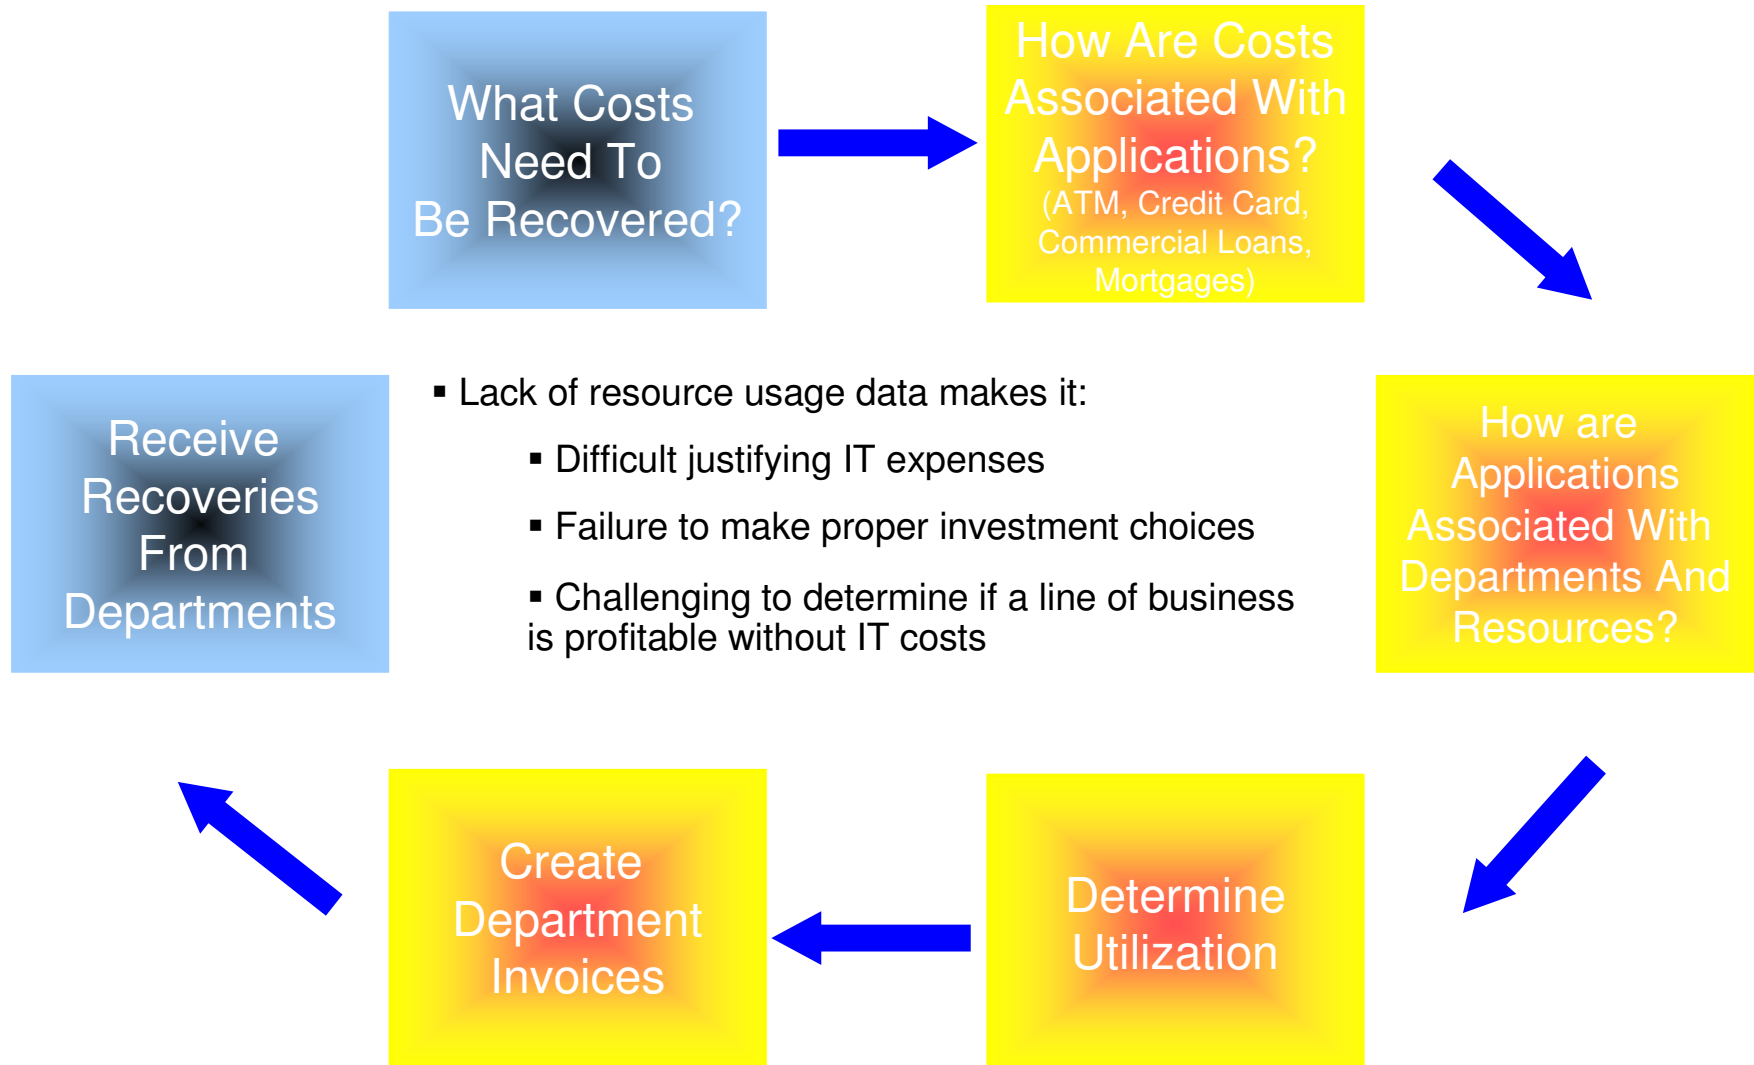 What Costs
Need To
Be Recovered?
How Are Costs
Associated With
Applications?
(ATM, Credit Card,
Commercial Loans,
Mortgages)
Receive
Recoveries
From
Departments
▪ Lack of resource usage data makes it:
▪ Difficult justifying IT expenses
▪ Failure to make proper investment choices
▪ Challenging to determine if a line of business
is profitable without IT costs
How are
Applications
Associated With
Departments And
Resources?
Create
Department
Invoices
Determine
Utilization